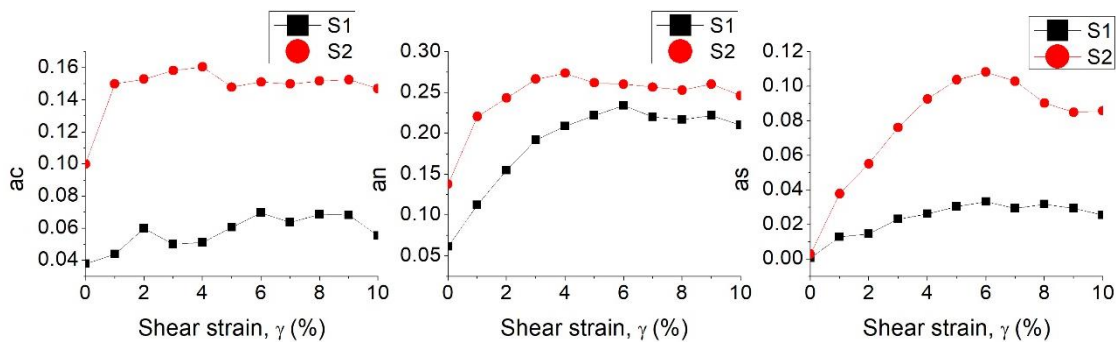 S1
S2
0.16
0.14
0.12
0.10
0.08
0.06
0.04
ac
0 2 4 6 8 10
Shear strain, γ (%)
S1
S2
0.30
0.25
0.20
0.15
0.10
0.05
an
0 2 4 6 8 10
Shear strain, γ (%)
S1
S2
0.12
0.10
0.08
0.06
0.04
0.02
0.00
as
0 2 4 6 8 10
Shear strain, γ (%)